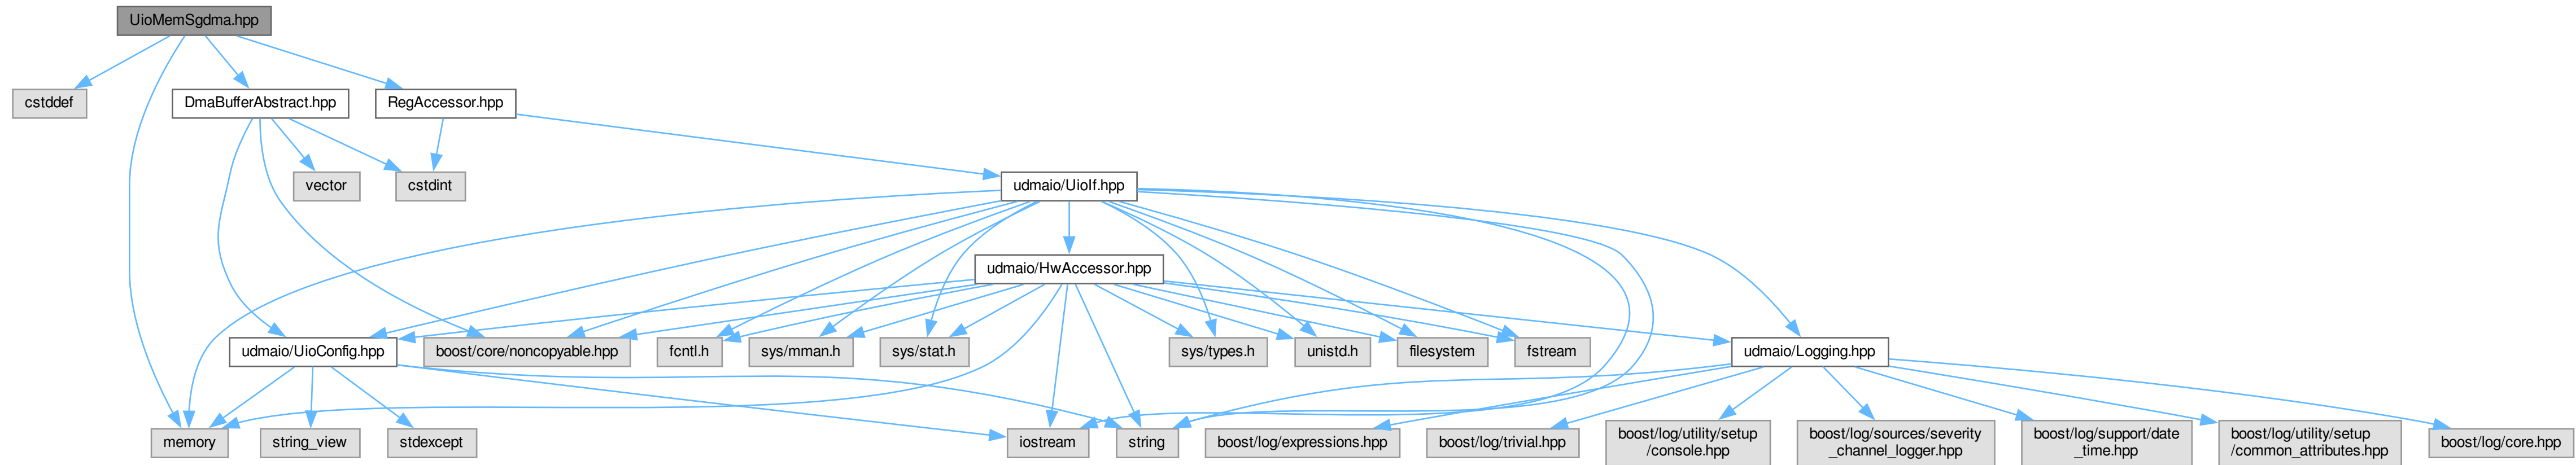 UioMemSgdma.hpp
cstddef
DmaBufferAbstract.hpp
RegAccessor.hpp
vector
cstdint
udmaio/UioIf.hpp
udmaio/HwAccessor.hpp
udmaio/UioConfig.hpp
boost/core/noncopyable.hpp
fcntl.h
sys/mman.h
sys/stat.h
sys/types.h
unistd.h
filesystem
fstream
udmaio/Logging.hpp
memory
string_view
stdexcept
iostream
string
boost/log/expressions.hpp
boost/log/trivial.hpp
boost/log/utility/setup
/console.hpp
boost/log/sources/severity
_channel_logger.hpp
boost/log/support/date
_time.hpp
boost/log/utility/setup
/common_attributes.hpp
boost/log/core.hpp